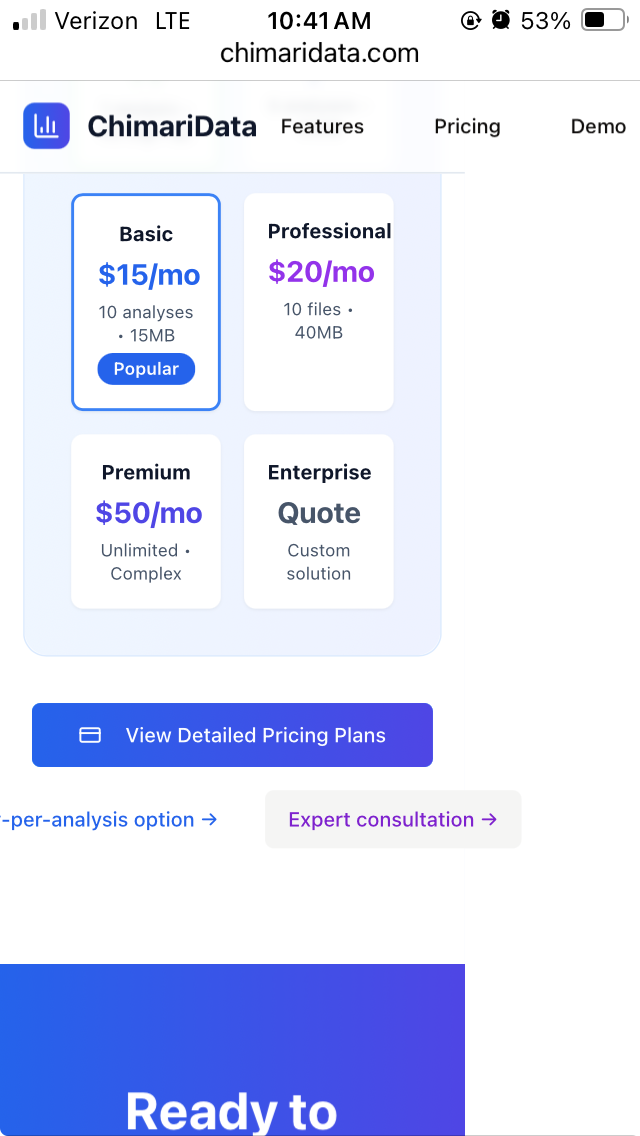 Verizon LTE 10:41 AM 53%
chimaridata.com
ChimariData Features Pricing Demo
Basic
$15/mo
10 analyses
• 15MB
Popular
Professional
$20/mo
10 files •
40MB
Premium
$50/mo
Unlimited •
Complex
Enterprise
Quote
Custom
solution
View Detailed Pricing Plans
-per-analysis option →
Expert consultation →
Ready to